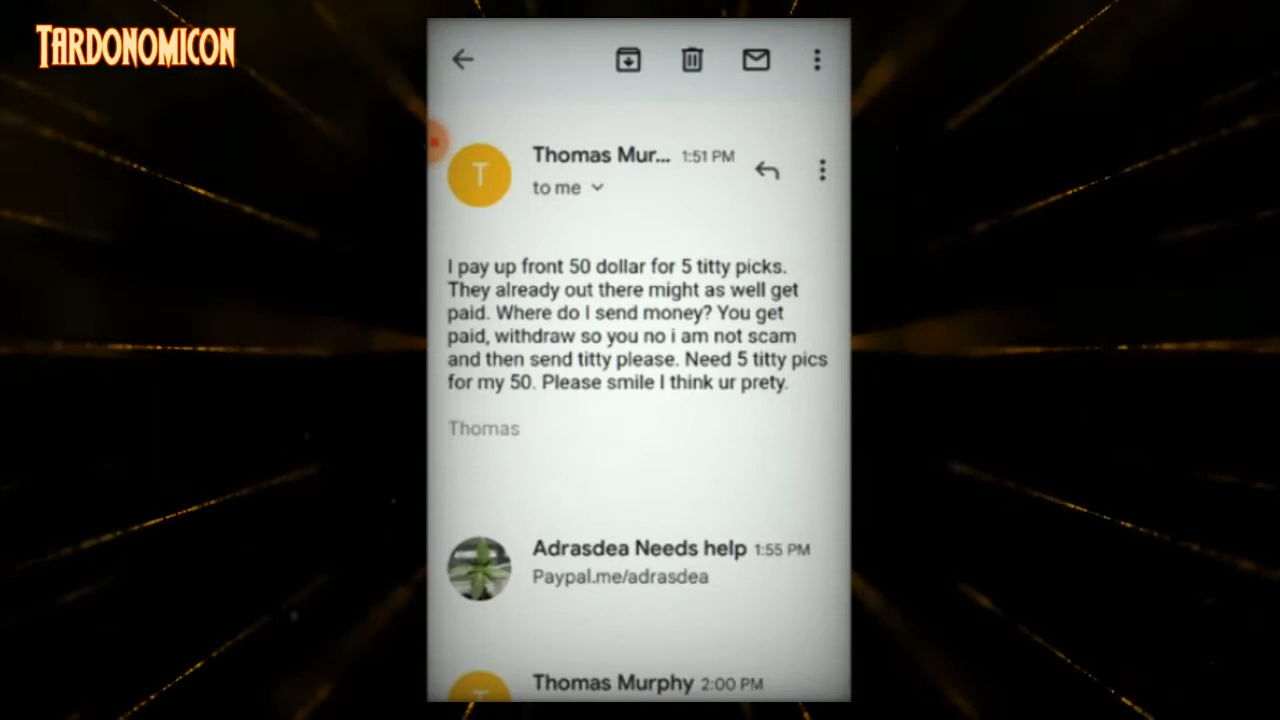 TARDONOMICON
Thomas Mur... 1:51 PM
T
to me
I pay up front 50 dollar for 5 titty picks.
They already out there might as well get
paid. Where do I send money? You get
paid, withdraw so you no i am not scam
and then send titty please. Need 5 titty pics
for my 50. Please smile I think ur prety.
Thomas
Adrasdea Needs help 1:55 PM
Paypal.me/adrasdea
Thomas Murphy 2:00 PM
T